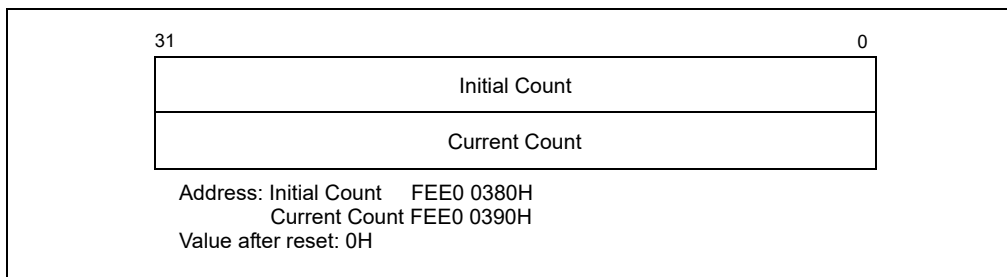 31 0
Initial Count
Current Count
Address: Initial Count FEE0 0380H
Current Count FEE0 0390H
Value after reset: 0H